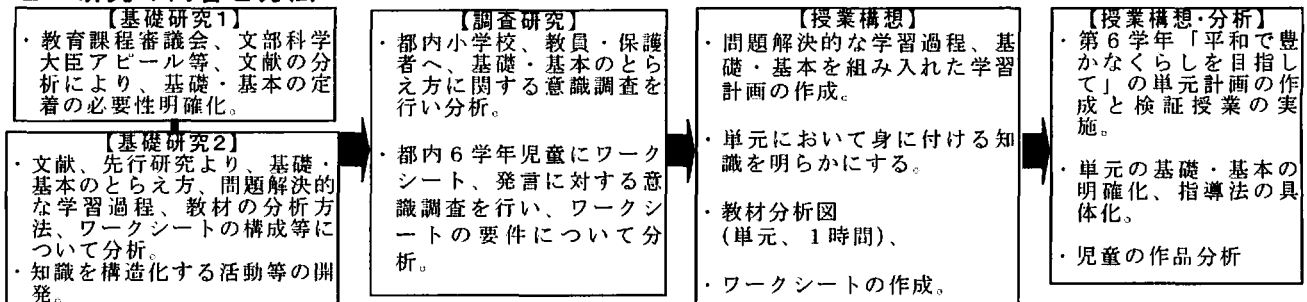 【基礎研究1】
・教育課程審議会、文部科学
大臣アピール等、文献の分
析により、基礎・基本の定
着の必要性明確化。
【基礎研究2】
・文献、先行研究より、基礎・
基本のとらえ方、問題解決的
な学習過程、教材の分析方
法、ワークシートの構成等に
ついて分析。
・知識を構造化する活動等の開
発。
【調査研究】
・都内小学校、教員・保護
者へ、基礎・基本のとら
え方に関する意識調査を
行い分析。
・都内6学年児童にワーク
シート、発言に対する意
識調査を行い、ワークシ
ートの要件について分
析。
【授業構想】
・問題解決的な学習過程、基
礎・基本を組み入れた学習
計画の作成。
・単元において身に付ける知
識を明らかにする。
・教材分析図
(単元、1時間)、
・ワークシートの作成。
【授業構想・分析】
・第6学年「平和で豊
かなくらしを目指し
て」の単元計画の作
成と検証授業の実
施。
・単元の基礎・基本の
明確化、指導法の具
体化。
・児童の作品分析